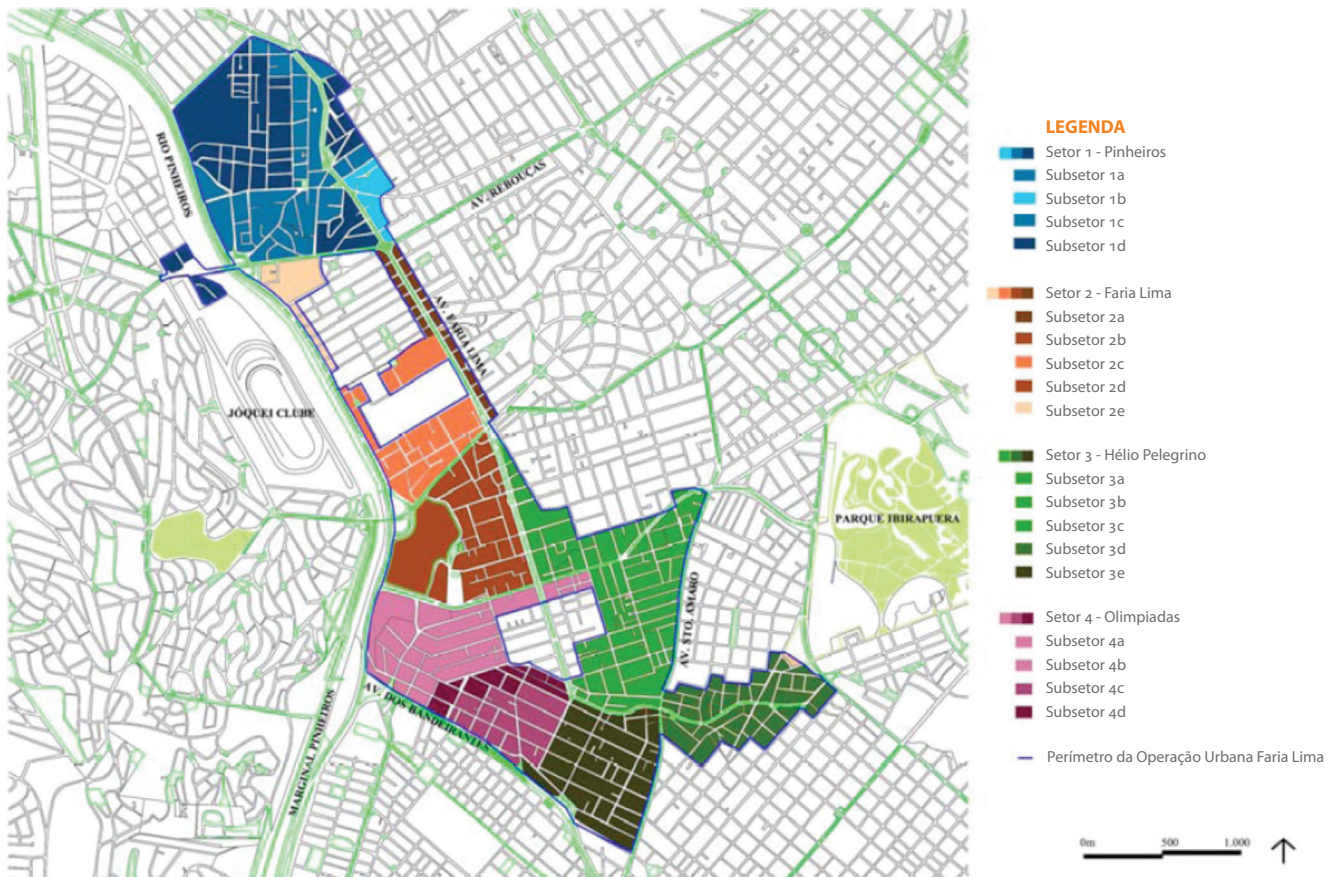 RIO PINHEIROS
AV. REBOUÇAS
AV. FARIA LIMA
JÓQUEI CLUBE
PARQUE IBIRAPUERA
AV. STO. AMARO
AV. DOS BANDEIRANTES
MARGINAL PINHEIROS
LEGENDA
Setor 1 - Pinheiros
Subsetor 1a
Subsetor 1b
Subsetor 1c
Subsetor 1d
Setor 2 - Faria Lima
Subsetor 2a
Subsetor 2b
Subsetor 2c
Subsetor 2d
Subsetor 2e
Setor 3 - Hélio Pelegrino
Subsetor 3a
Subsetor 3b
Subsetor 3c
Subsetor 3d
Subsetor 3e
Setor 4 - Olimpiadas
Subsetor 4a
Subsetor 4b
Subsetor 4c
Subsetor 4d
Perímetro da Operação Urbana Faria Lima
0m 500 1.000